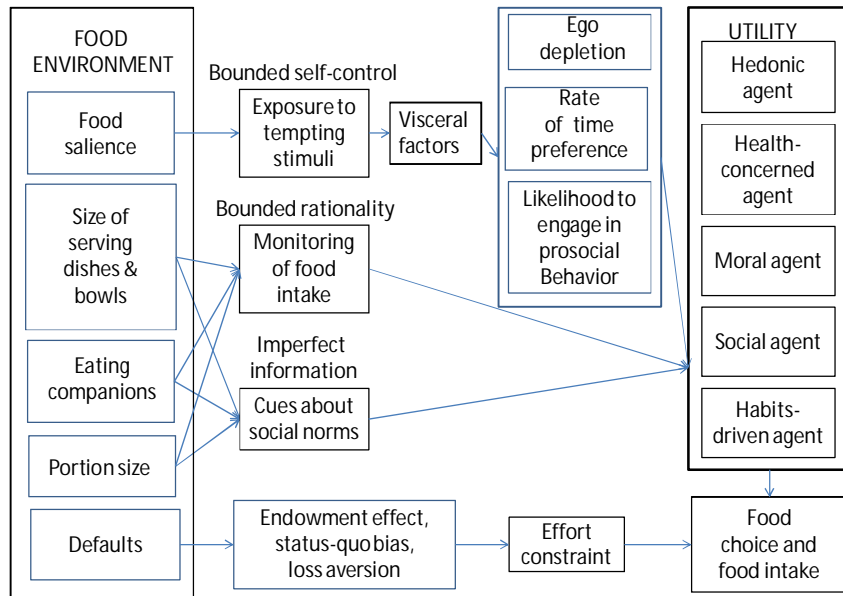 FOOD
ENVIRONMENT
Food
salience
Size of
serving
dishes &
bowls
Eating
companions
Portion size
Defaults
Bounded self-control
Exposure to
tempting
stimuli
Visceral
factors
Bounded rationality
Monitoring
of food
intake
Imperfect
information
Cues about
social norms
Endowment effect,
status-quo bias,
loss aversion
Effort
constraint
Ego
depletion
Rate
of time
preference
Likelihood to
engage in
prosocial
Behavior
UTILITY
Hedonic
agent
Health-
concerned
agent
Moral agent
Social agent
Habits-
driven agent
Food
choice and
food intake